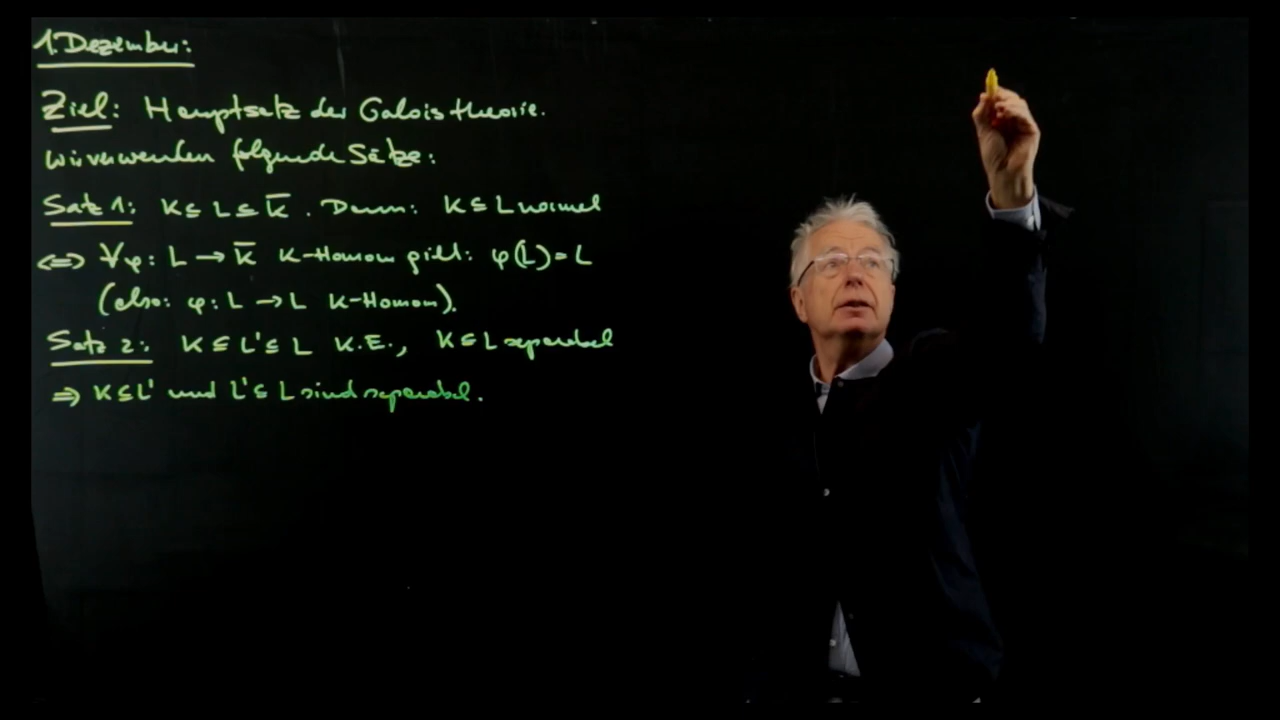 1. Dezember:
Ziel: Hauptsatz der Galoistheorie.
Wir verwenden folgende Sätze:
Satz 1: K ⊆ L ⊆ K̅. Dann: K ⊆ L normal
⇔ ∀φ: L → K̅ K-Homom gilt: φ(L) = L
(also: φ: L → L K-Homom).
Satz 2: K ⊆ L' ⊆ L K.E., K ⊆ L separabel
⇒ K ⊆ L' und L' ⊆ L sind separabel.